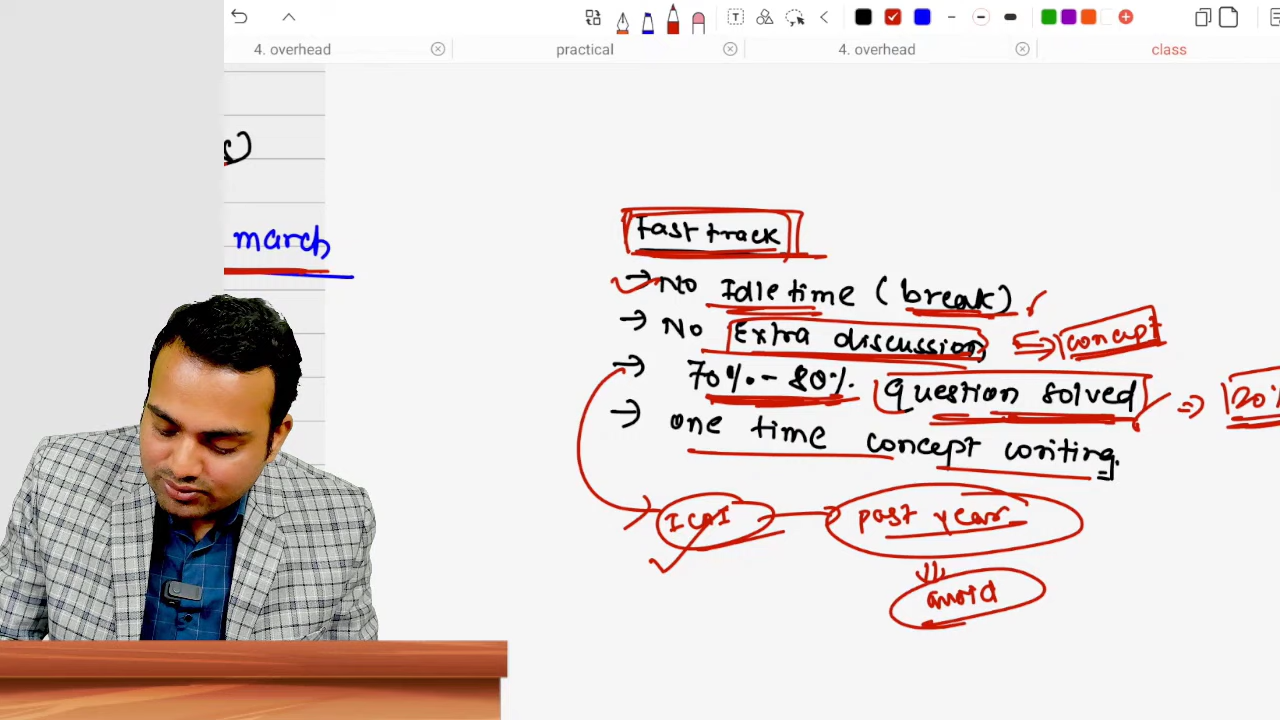 4. overhead
practical
4. overhead
class
march
Fast track
→ No Idle time (break)
→ No Extra discussion ⇒ concept
→ 70% - 80% Question solved ⇒ 20%
→ one time concept writing.
ICAI
past year
avoid